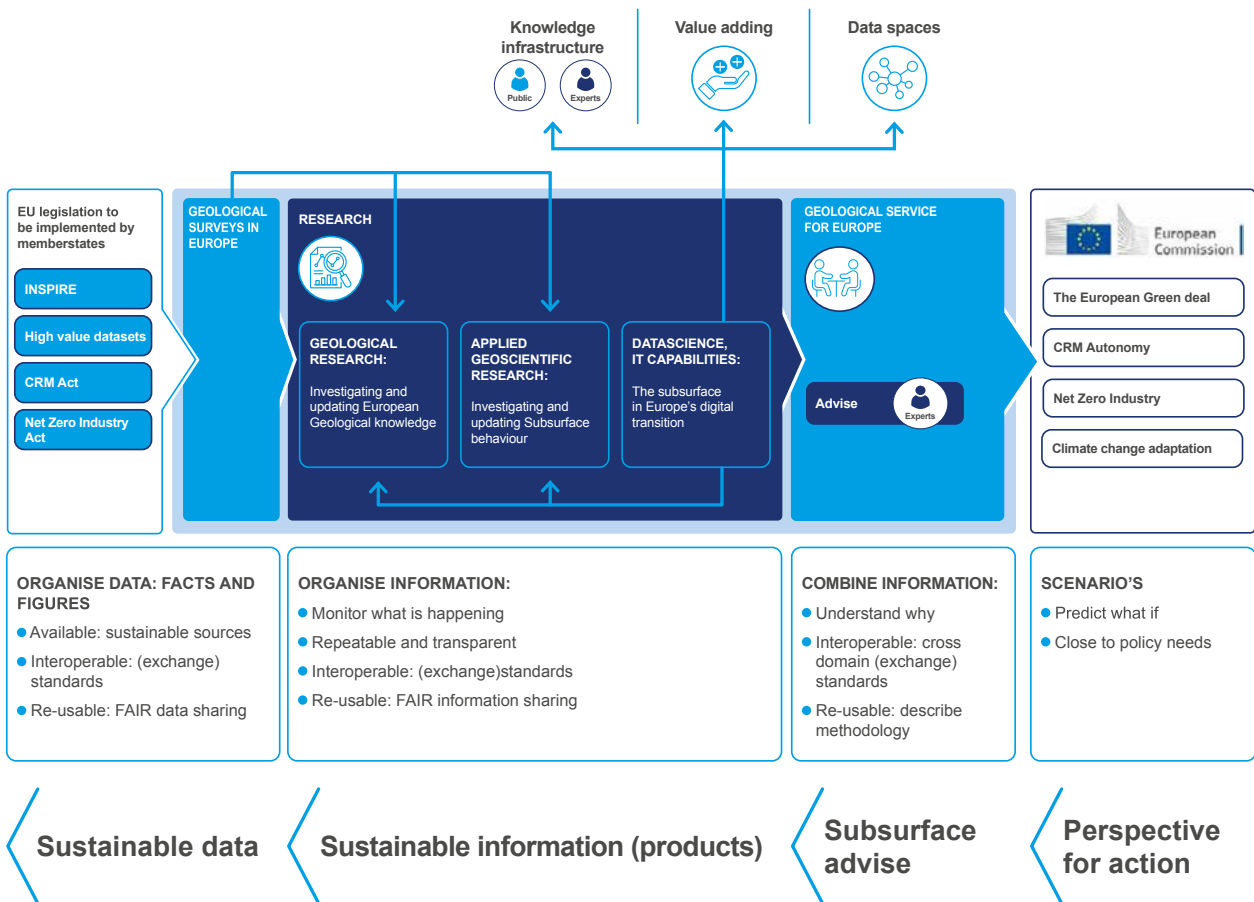 Knowledge
infrastructure
Public
Experts
Value adding
Data spaces
EU legislation to
be implemented by
memberstates
INSPIRE
High value datasets
CRM Act
Net Zero Industry
Act
GEOLOGICAL
SURVEYS IN
EUROPE
RESEARCH
GEOLOGICAL
RESEARCH:
Investigating and
updating European
Geological knowledge
APPLIED
GEOSCIENTIFIC
RESEARCH:
Investigating and
updating Subsurface
behaviour
DATASCIENCE,
IT CAPABILITIES:
The subsurface
in Europe's digital
transition
GEOLOGICAL SERVICE
FOR EUROPE
Advise
Experts
European
Commission
The European Green deal
CRM Autonomy
Net Zero Industry
Climate change adaptation
ORGANISE DATA: FACTS AND
FIGURES
• Available: sustainable sources
• Interoperable: (exchange)
standards
• Re-usable: FAIR data sharing
ORGANISE INFORMATION:
• Monitor what is happening
• Repeatable and transparent
• Interoperable: (exchange)standards
• Re-usable: FAIR information sharing
COMBINE INFORMATION:
• Understand why
• Interoperable: cross
domain (exchange)
standards
• Re-usable: describe
methodology
SCENARIO'S
• Predict what if
• Close to policy needs
Sustainable data
Sustainable information (products)
Subsurface
advise
Perspective
for action